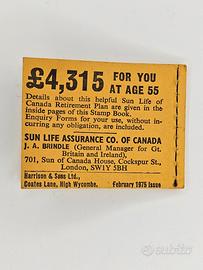 £4,315 FOR YOU
AT AGE 55
Details about this helpful Sun Life of
Canada Retirement Plan are given in the
Inside pages of this Stamp Book.
Enquiry Forms for your use, without in-
curring any obligation, are included.
SUN LIFE ASSURANCE CO. OF CANADA
J. A. BRINDLE (General Manager for Gt.
Britain and Ireland),
701, Sun of Canada House, Cockspur St.,
London, SW1Y 5BH
Harrison & Sons Ltd.,
Coates Lane, High Wycombe. February 1975 Issue
subito